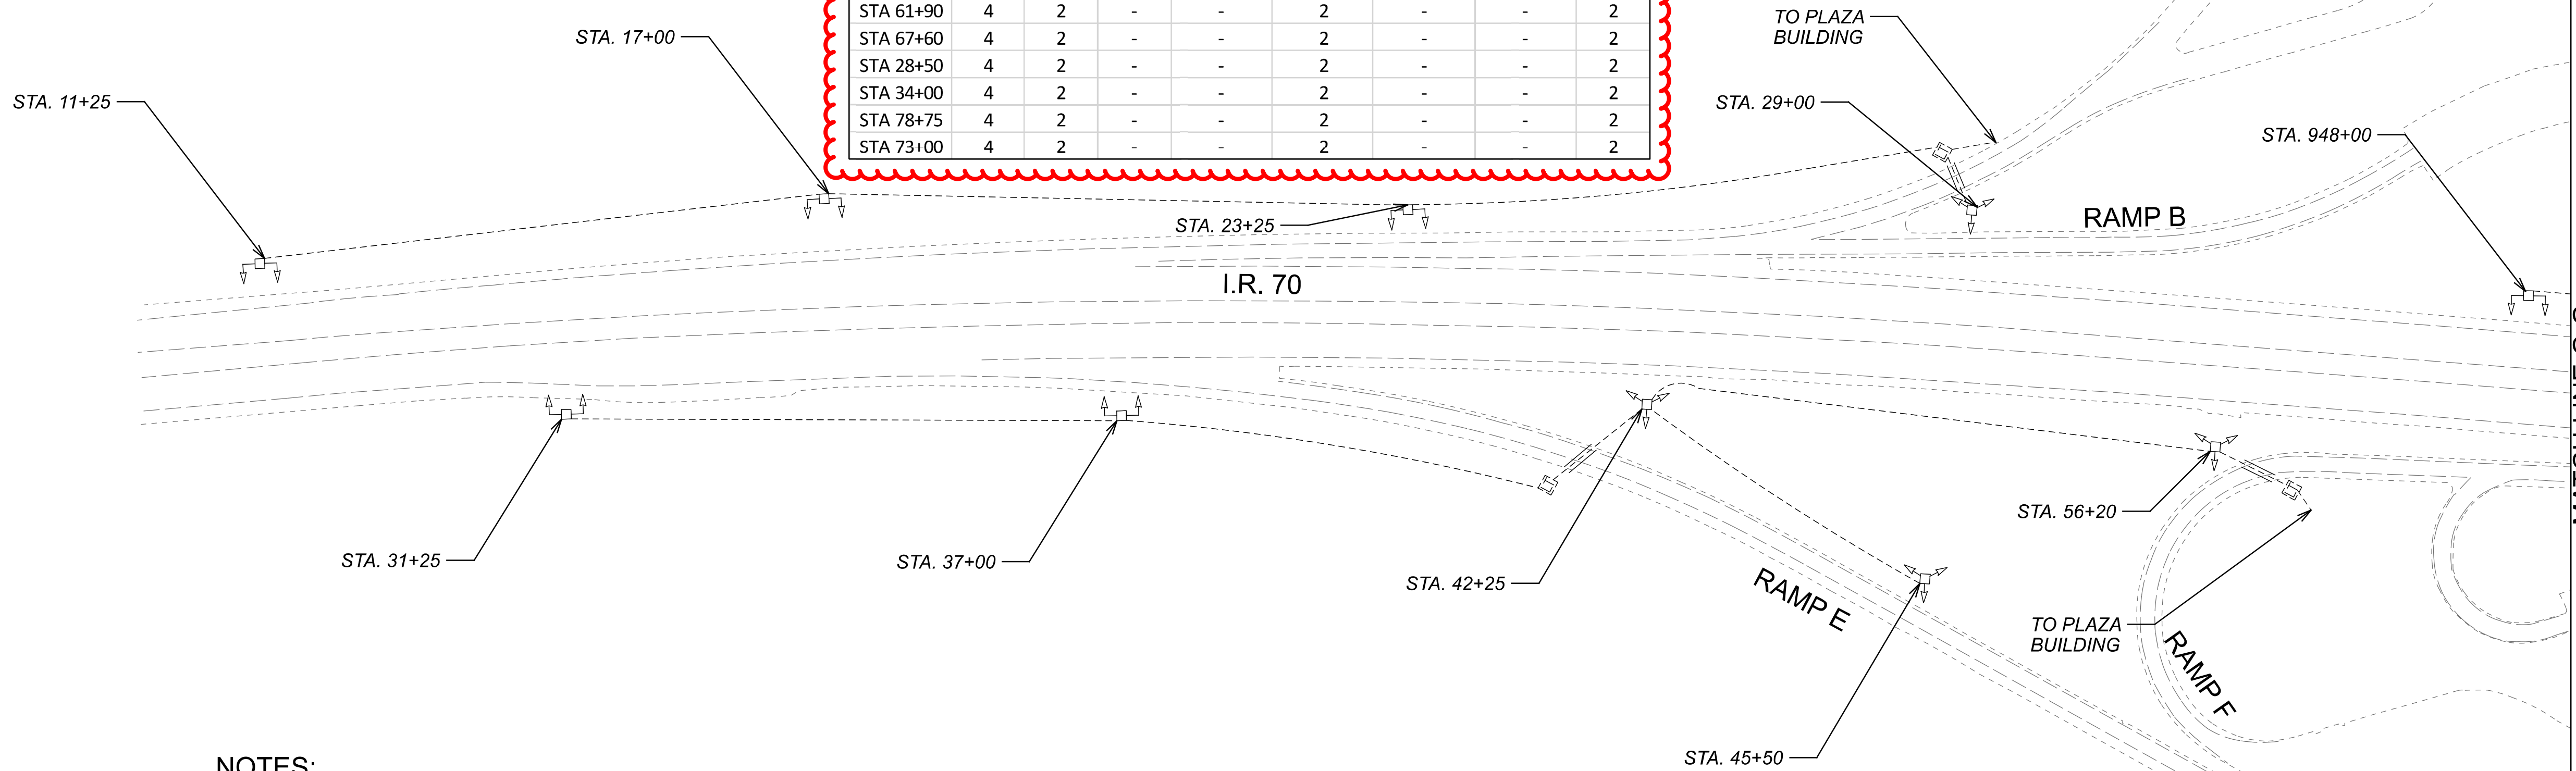 STA 61+90 4 2 - - 2 - - 2
STA 67+60 4 2 - - 2 - - 2
STA 28+50 4 2 - - 2 - - 2
STA 34+00 4 2 - - 2 - - 2
STA 78+75 4 2 - - 2 - - 2
STA 73+00 4 2 - - 2 - - 2
STA. 11+25
STA. 17+00
TO PLAZA
BUILDING
STA. 29+00
STA. 948+00
STA. 23+25
RAMP B
I.R. 70
STA. 31+25
STA. 37+00
STA. 42+25
STA. 56+20
RAMP E
TO PLAZA
BUILDING
RAMP F
STA. 45+50
NOTES: